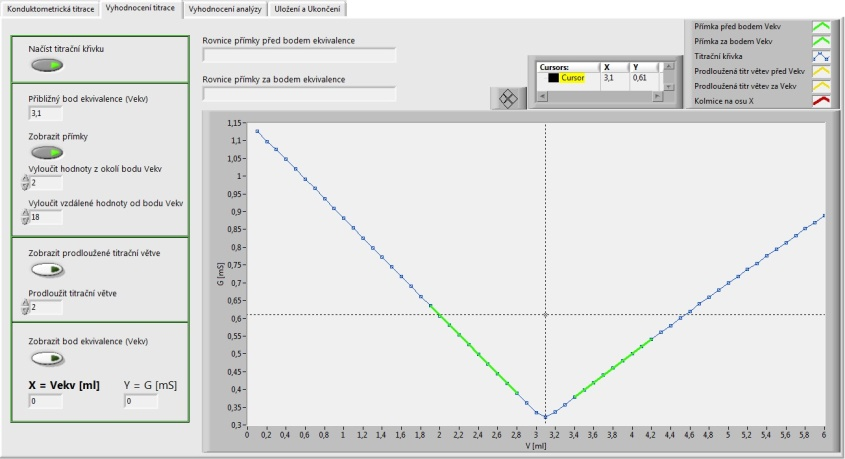 Konduktometrická titrace Vyhodnocení titrace Vyhodnocení analýzy Uložení a Ukončení
Načíst titrační křivku
Přibližný bod ekvivalence (Vekv)
3,1
Zobrazit přímky
Vyloučit hodnoty z okolí bodu Vekv
2
Vyloučit vzdálené hodnoty od bodu Vekv
18
Zobrazit prodloužené titrační větve
Prodloužit titrační větve
2
Zobrazit bod ekvivalence (Vekv)
X = Vekv [ml] Y = G [mS]
0 0
Rovnice přímky před bodem ekvivalence
Rovnice přímky za bodem ekvivalence
Cursors: X Y
Cursor 3,1 0,61
Přímka před bodem Vekv
Přímka za bodem Vekv
Titrační křivka
Prodloužená titr větev před Vekv
Prodloužená titr větev za Vekv
Kolmice na osu X
1,15
1,1
1,05
1
0,95
0,9
0,85
0,8
0,75
0,7
0,65
0,6
0,55
0,5
0,45
0,4
0,35
0,3
G [mS]
0 0,2 0,4 0,6 0,8 1 1,2 1,4 1,6 1,8 2 2,2 2,4 2,6 2,8 3 3,2 3,4 3,6 3,8 4 4,2 4,4 4,6 4,8 5 5,2 5,4 5,6 5,8 6
V [ml]